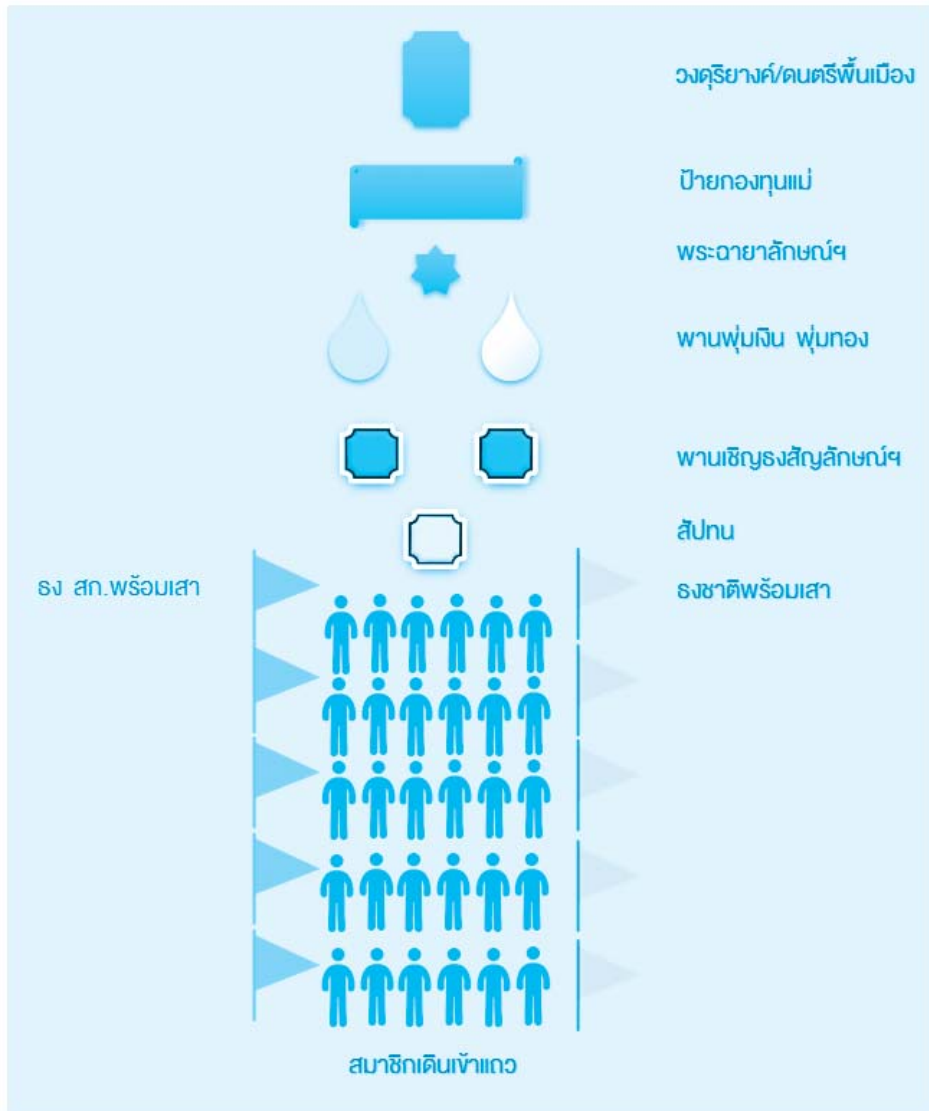 วงดุริยางค์/ดนตรีพื้นเมือง
ป้ายกองทุนแม่
พระฉายาลักษณ์ฯ
พานพุ่มเงิน พุ่มทอง
พานเชิญธงสัญลักษณ์ฯ
สัปทน
ธง สก.พร้อมเสา
ธงชาติพร้อมเสา
สมาชิกเดินเข้าแถว